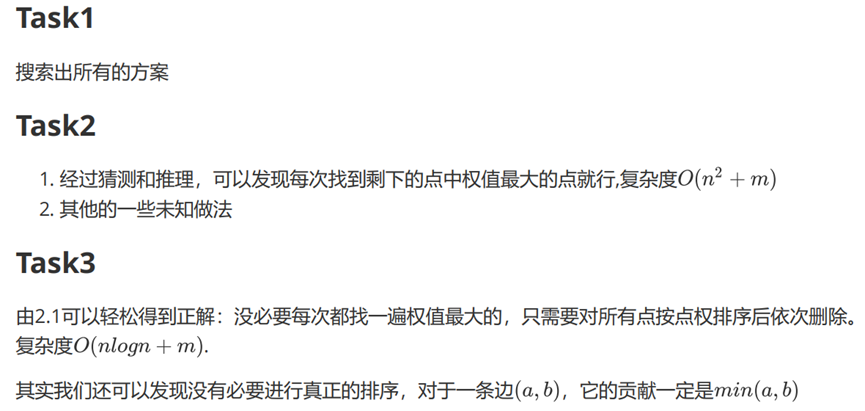 Task1
搜索出所有的方案
Task2
1. 经过猜测和推理，可以发现每次找到剩下的点中权值最大的点就行,复杂度O(n² + m)
2. 其他的一些未知做法
Task3
由2.1可以轻松得到正解：没必要每次都找一遍权值最大的，只需要对所有点按点权排序后依次删除。
复杂度O(nlogn + m).
其实我们还可以发现没有必要进行真正的排序，对于一条边(a, b)，它的贡献一定是min(a, b)